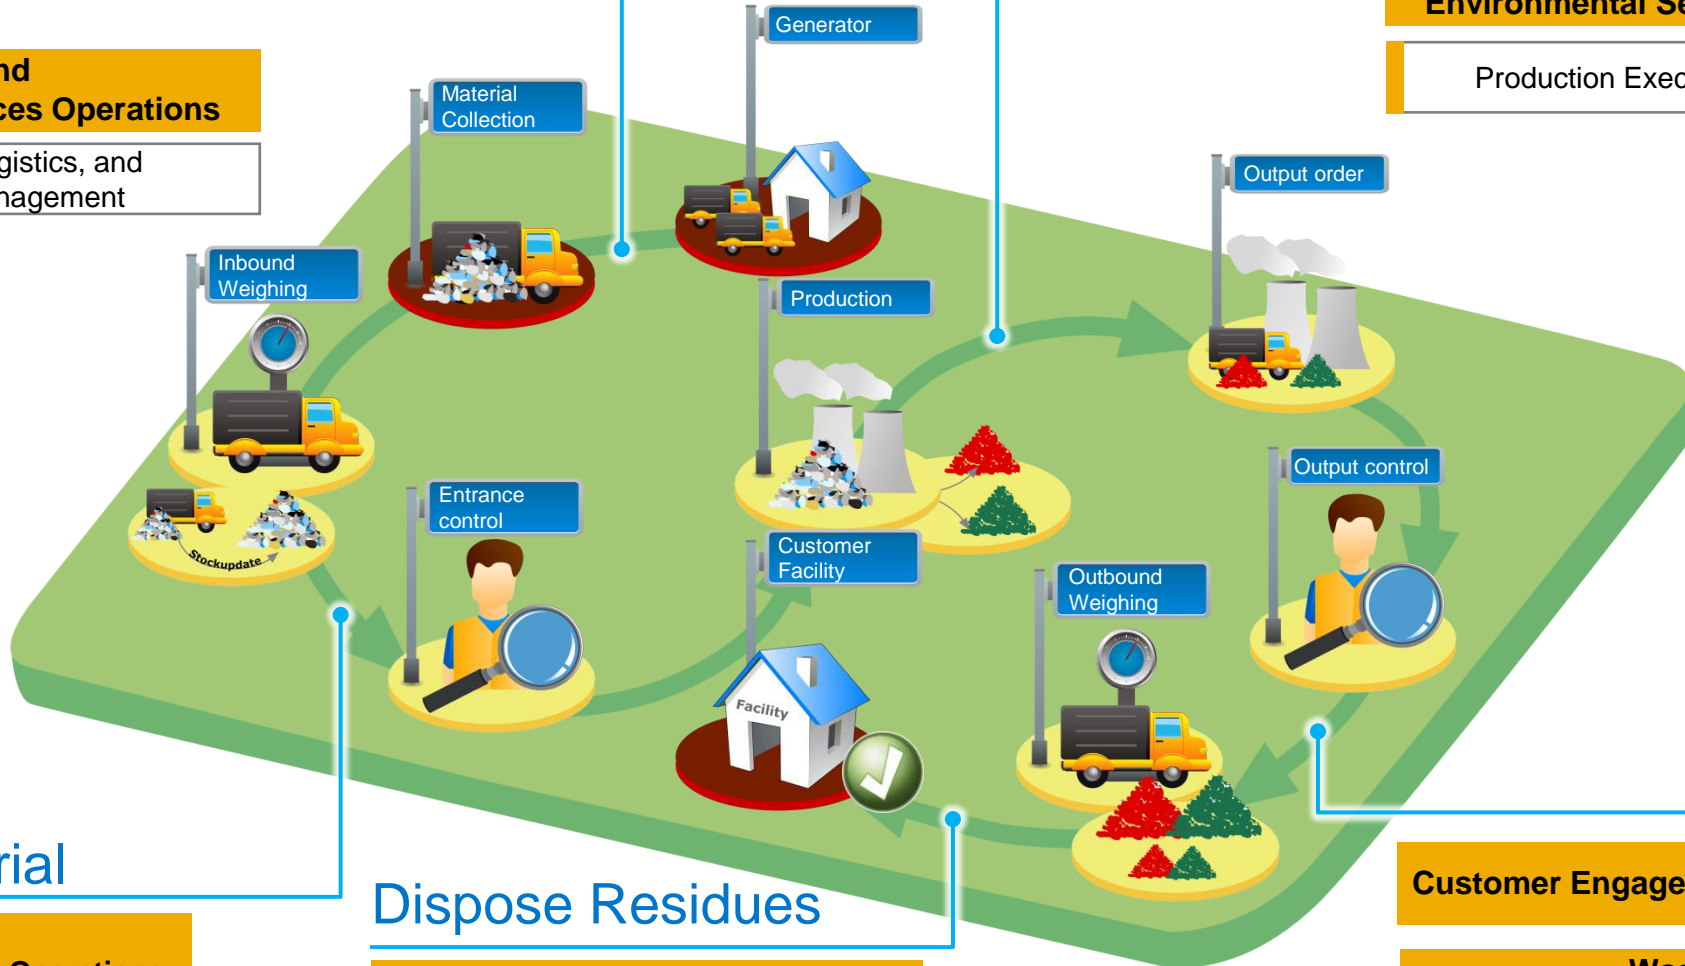 Environmental Se
Generator
nd
ces Operations
Production Exec
Material
Collection
gistics, and
nagement
Output order
Inbound
Weighing
Production
Output control
Entrance
control
Stockupdate
Customer
Facility
Outbound
Weighing
Facility
rial
Dispose Residues
Customer Engage